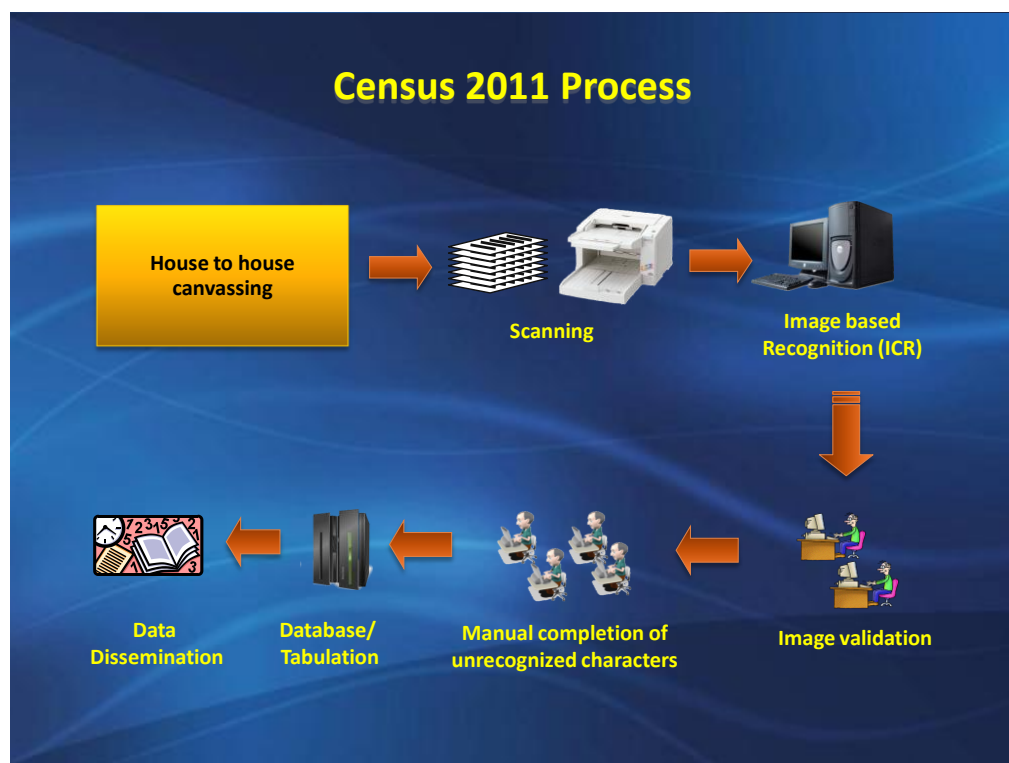 Census 2011 Process
House to house
canvassing
Scanning
Image based
Recognition (ICR)
Image validation
Manual completion of
unrecognized characters
Database/
Tabulation
Data
Dissemination